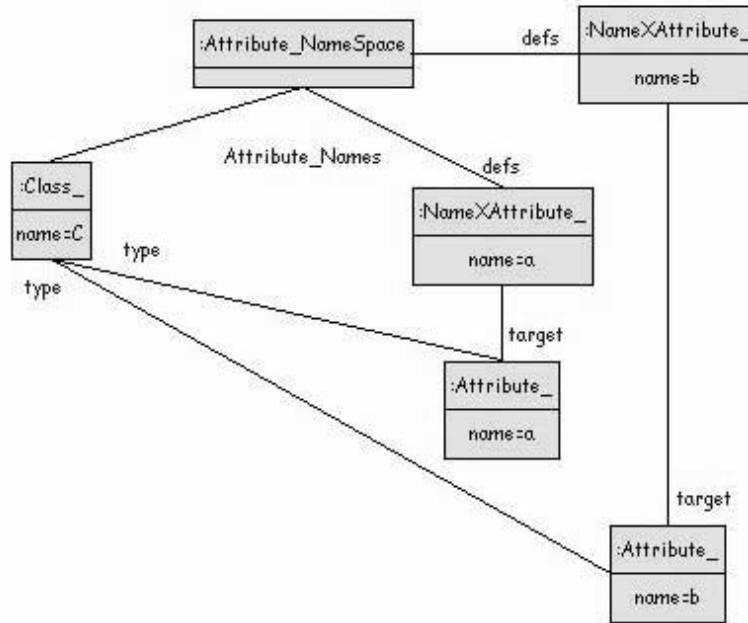 :Attribute_NameSpace
defs
:NameXAttribute_
name=b
Attribute_Names
defs
:Class_
name=C
:NameXAttribute_
name=a
type
type
target
:Attribute_
name=a
target
:Attribute_
name=b